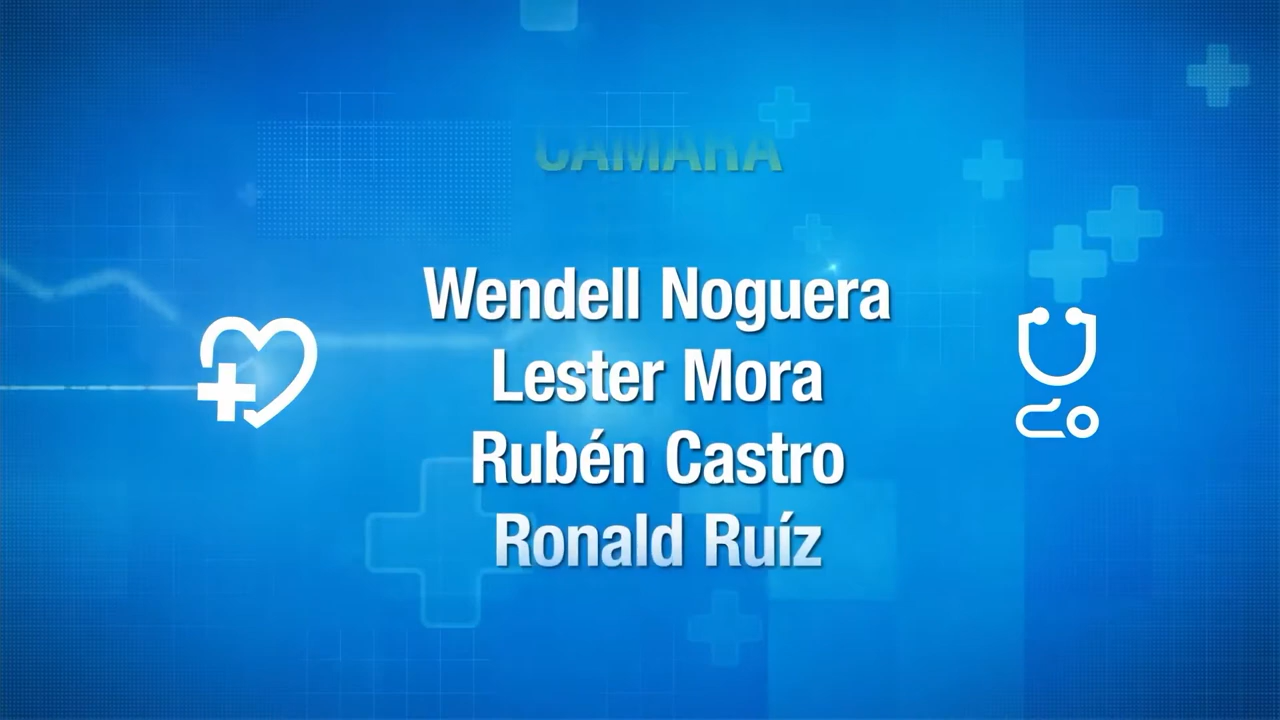 CAMARA
Wendell Noguera
Lester Mora
Rubén Castro
Ronald Ruíz